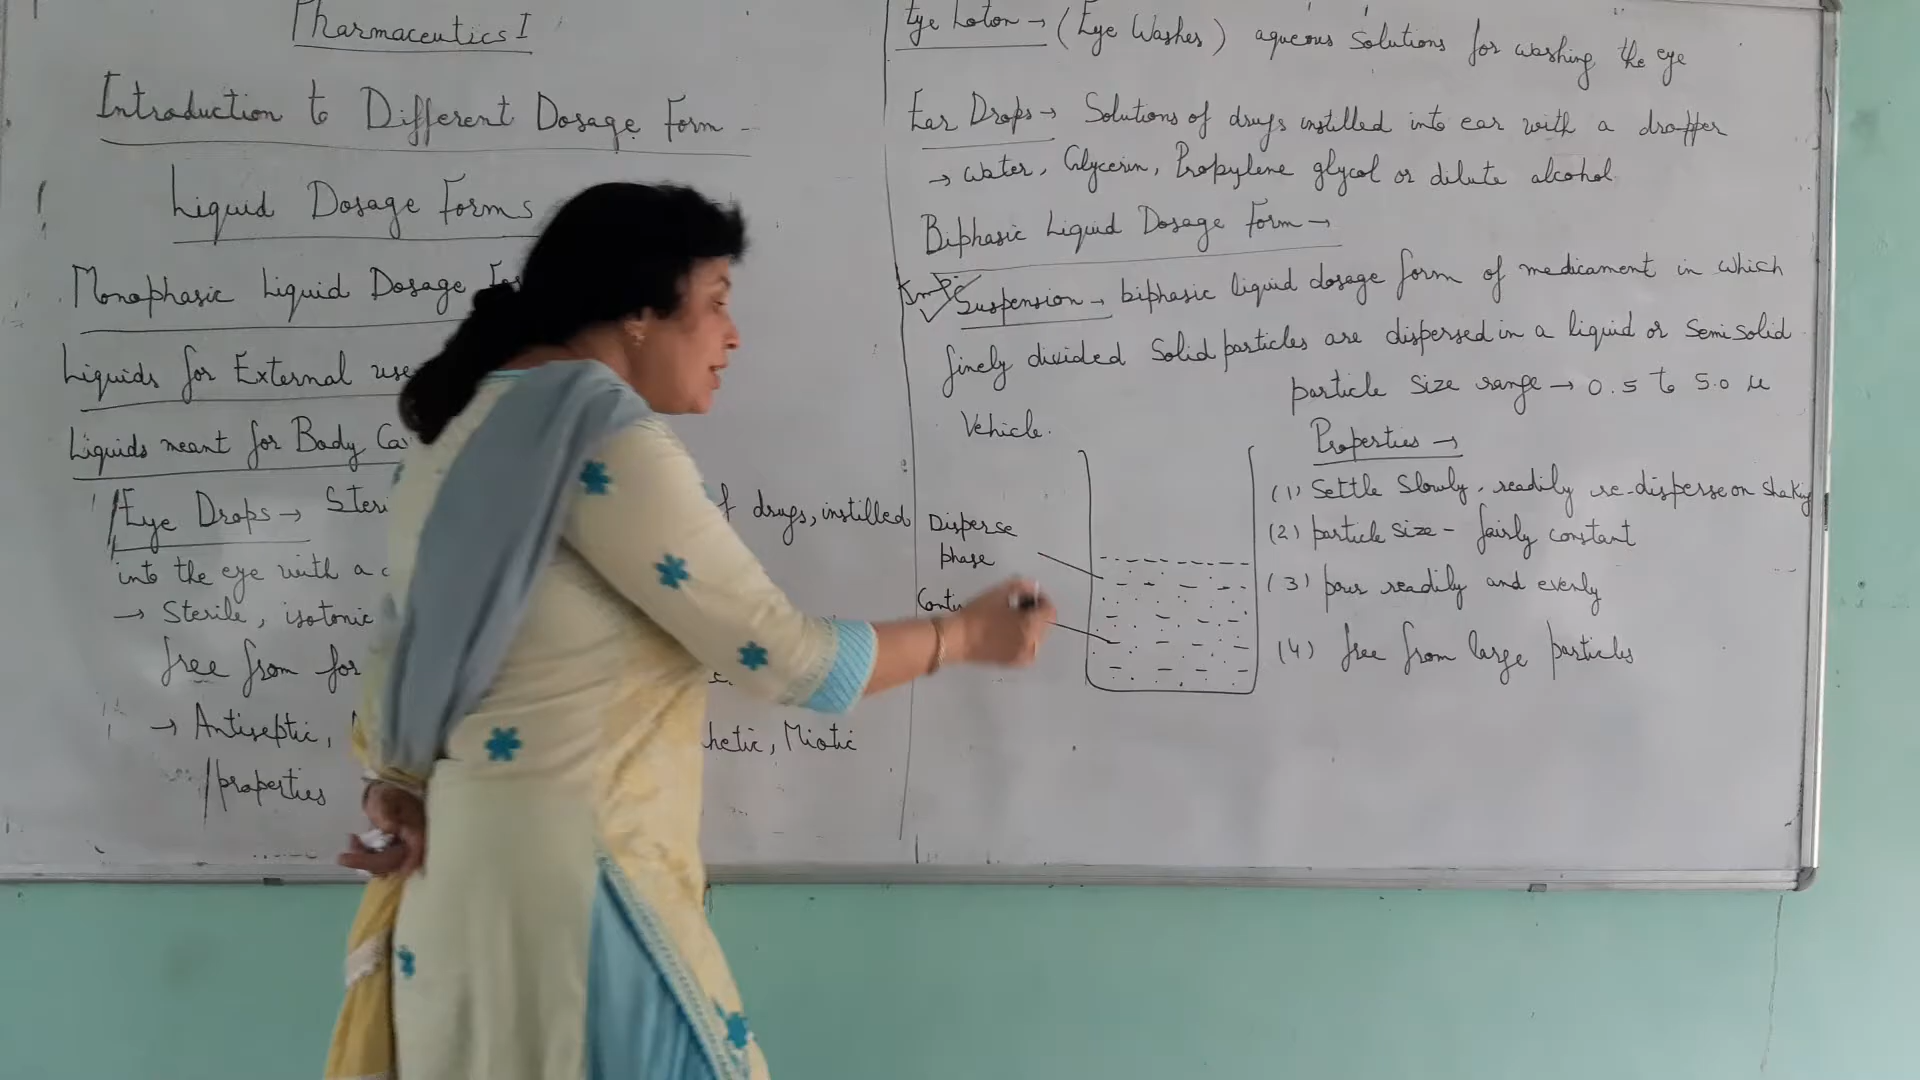 Pharmaceutics I
Introduction to Different Dosage Form -
Liquid Dosage Forms
Monophasic Liquid Dosage
Liquids for External use
Liquids meant for Body
Eye Drops → of drugs, instilled
into the eye with a
→ Sterile, isotonic
free from
→ Antiseptic, Miotic
properties
Eye Loton → (Eye Washes) aqueous solutions for washing the eye
Ear Drops → Solutions of drugs instilled into ear with a dropper
→ water, Glycerin, Propylene glycol or dilute alcohol
Biphasic Liquid Dosage Form →
Suspension → biphasic liquid dosage form of medicament in which
finely divided Solid particles are dispersed in a liquid or Semisolid
Vehicle.
particle size range → 0.5 to 5.0 µ
Disperse
phase
Properties →
(1) Settle Slowly, readily re-disperse on shaking
(2) particle size - fairly constant
(3) pour readily and evenly
(4) free from large particles